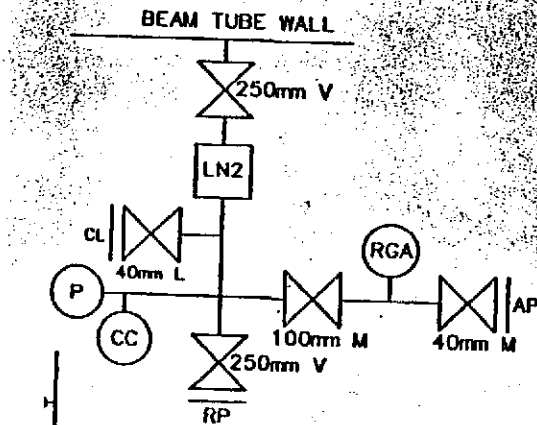 BEAM TUBE WALL
250mm V
LN2
CL
40mm L
RGA
P
CC
100mm M
40mm M
AP
250mm V
RP